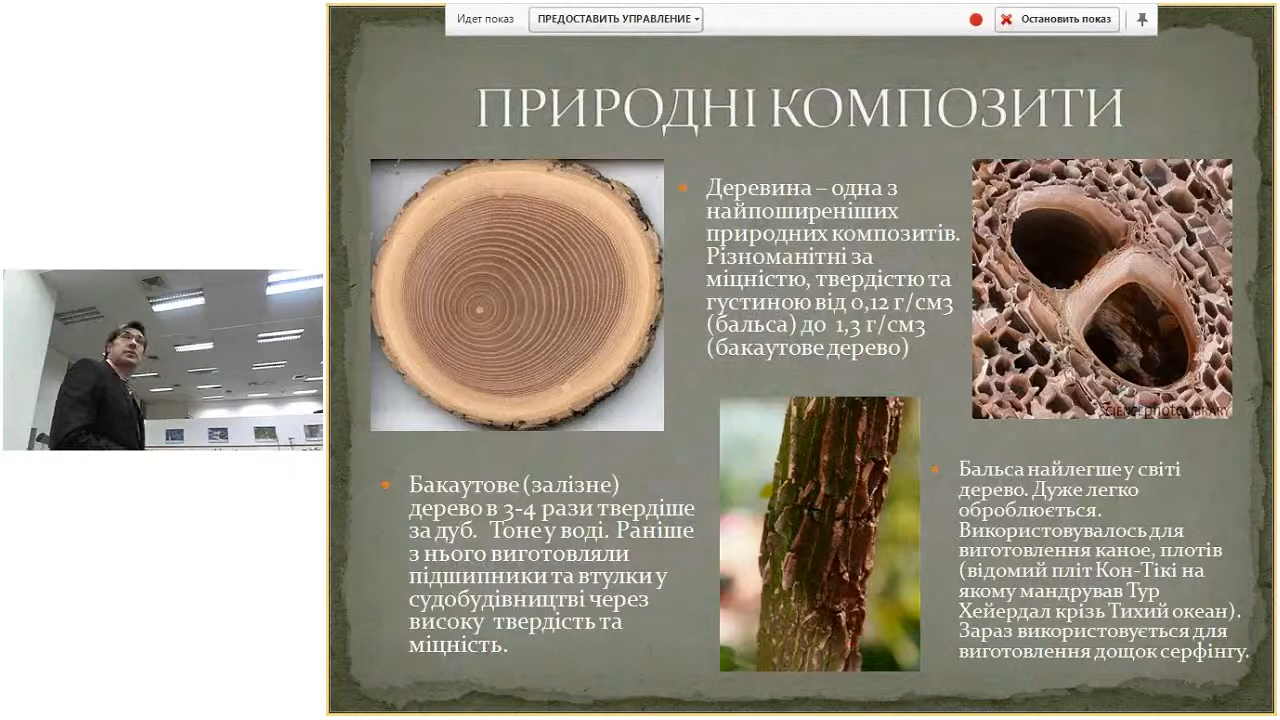 Идет показ
ПРЕДОСТАВИТЬ УПРАВЛЕНИЕ
Остановить показ
ПРИРОДНІ КОМПОЗИТИ
Деревина – одна з
найпоширеніших
природних композитів.
Різноманітні за
міцністю, твердістю та
густиною від 0,12 г/см3
(бальса) до 1,3 г/см3
(бакаутове дерево)
SCIENCEPHOTOLIBRARY
Бакаутове (залізне)
дерево в 3-4 рази твердіше
за дуб. Тоне у воді. Раніше
з нього виготовляли
підшипники та втулки у
судобудівництві через
високу твердість та
міцність.
Бальса найлегше у світі
дерево. Дуже легко
оброблюється.
Використовувалось для
виготовлення каное, плотів
(відомий пліт Кон-Тікі на
якому мандрував Тур
Хейердал крізь Тихий океан).
Зараз використовується для
виготовлення дощок серфінгу.